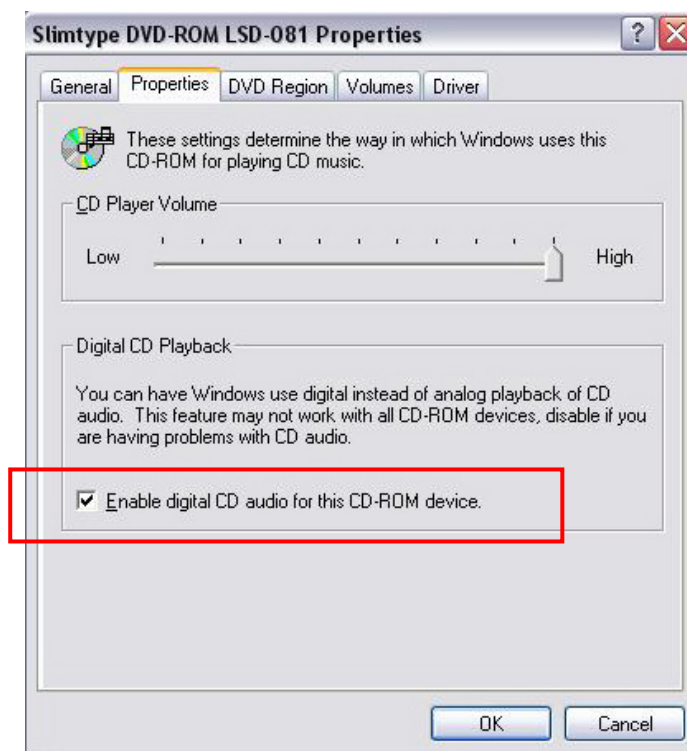 Slimtype DVD-ROM LSD-081 Properties
General Properties DVD Region Volumes Driver
These settings determine the way in which Windows uses this
CD-ROM for playing CD music.
CD Player Volume
Low High
Digital CD Playback
You can have Windows use digital instead of analog playback of CD
audio. This feature may not work with all CD-ROM devices, disable if you
are having problems with CD audio.
Enable digital CD audio for this CD-ROM device.
OK Cancel